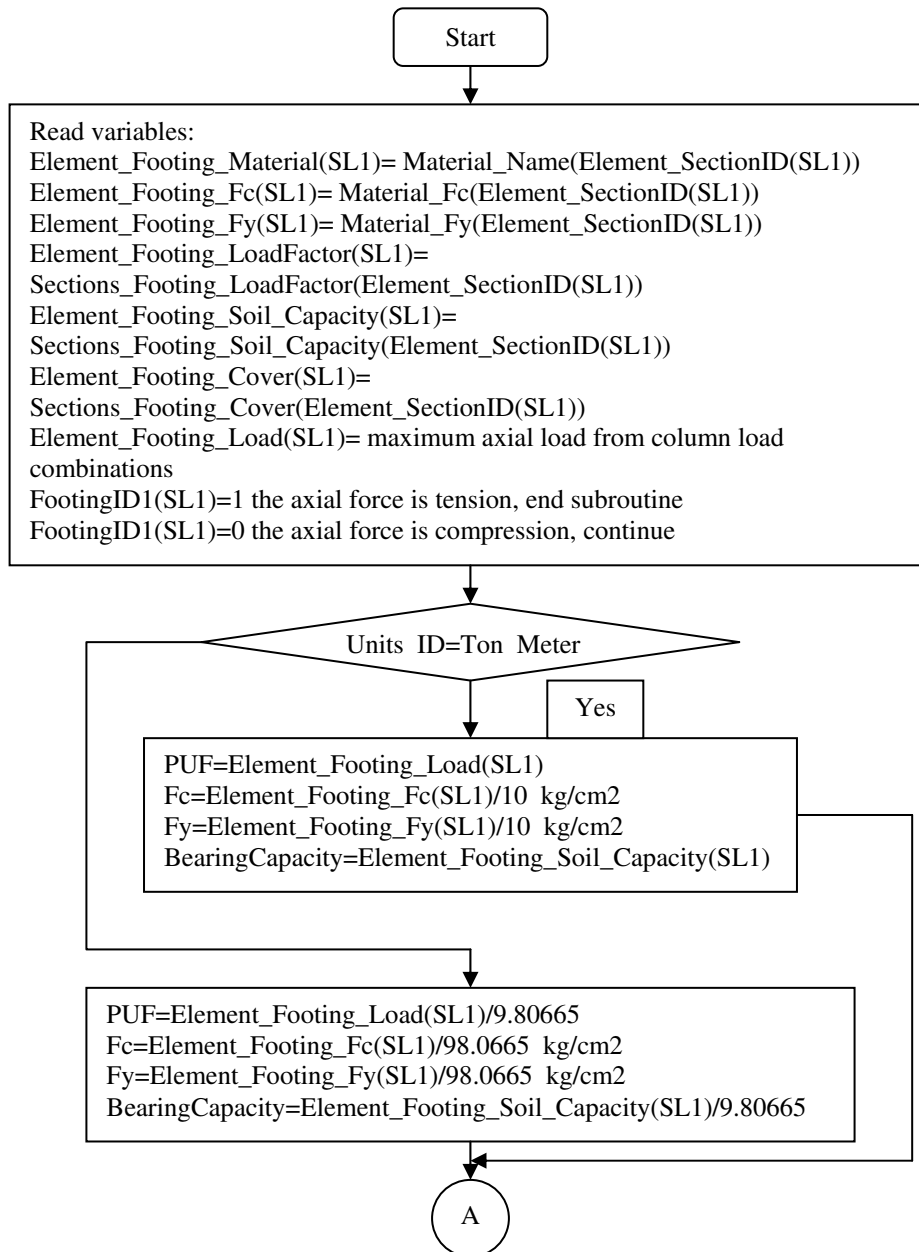 Start
Read variables:
Element_Footing_Material(SL1)= Material_Name(Element_SectionID(SL1))
Element_Footing_Fc(SL1)= Material_Fc(Element_SectionID(SL1))
Element_Footing_Fy(SL1)= Material_Fy(Element_SectionID(SL1))
Element_Footing_LoadFactor(SL1)=
Sections_Footing_LoadFactor(Element_SectionID(SL1))
Element_Footing_Soil_Capacity(SL1)=
Sections_Footing_Soil_Capacity(Element_SectionID(SL1))
Element_Footing_Cover(SL1)=
Sections_Footing_Cover(Element_SectionID(SL1))
Element_Footing_Load(SL1)= maximum axial load from column load
combinations
FootingID1(SL1)=1 the axial force is tension, end subroutine
FootingID1(SL1)=0 the axial force is compression, continue
Units ID=Ton Meter
Yes
PUF=Element_Footing_Load(SL1)
Fc=Element_Footing_Fc(SL1)/10 kg/cm2
Fy=Element_Footing_Fy(SL1)/10 kg/cm2
BearingCapacity=Element_Footing_Soil_Capacity(SL1)
PUF=Element_Footing_Load(SL1)/9.80665
Fc=Element_Footing_Fc(SL1)/98.0665 kg/cm2
Fy=Element_Footing_Fy(SL1)/98.0665 kg/cm2
BearingCapacity=Element_Footing_Soil_Capacity(SL1)/9.80665
A